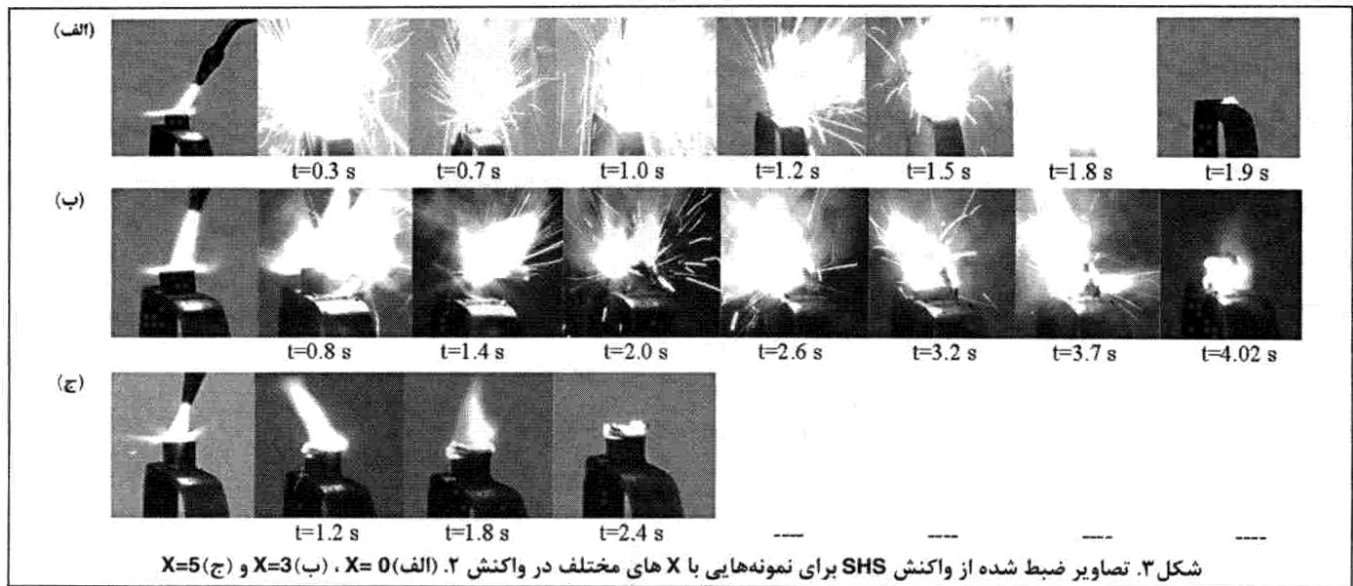 (الف)
t=0.3 s t=0.7 s t=1.0 s t=1.2 s t=1.5 s t=1.8 s t=1.9 s
(ب)
t=0.8 s t=1.4 s t=2.0 s t=2.6 s t=3.2 s t=3.7 s t=4.02 s
(ج)
t=1.2 s t=1.8 s t=2.4 s ---- ---- ---- ----
شکل۳. تصاویر ضبط شده از واکنش SHS برای نمونه‌هایی با X های مختلف در واکنش ۲. (الف)X= 0 ، (ب)X=3 و (ج)X=5